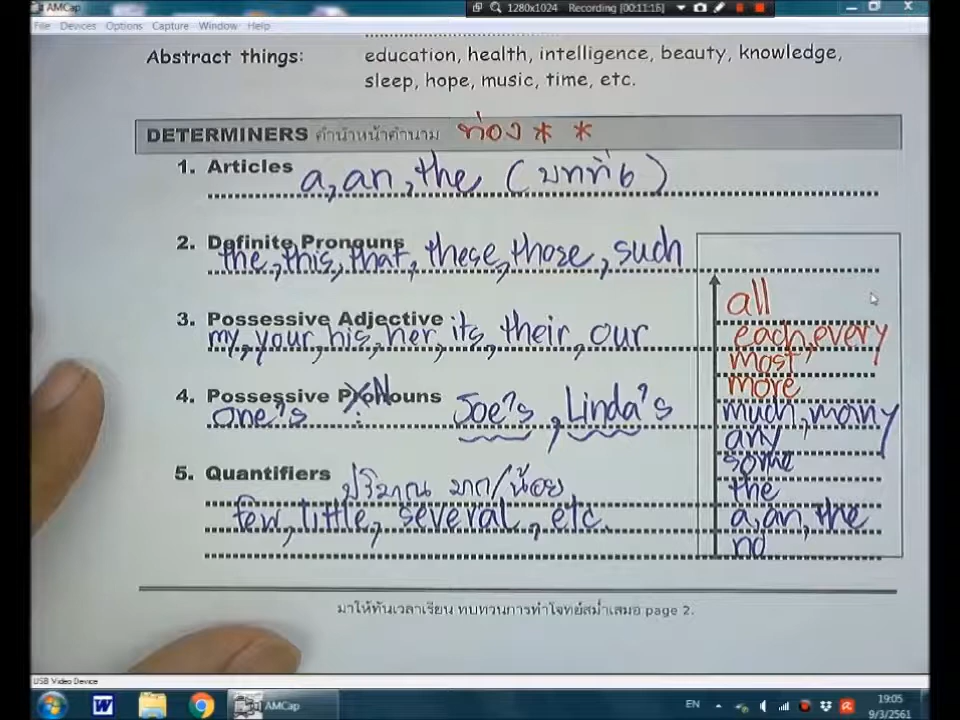 AMCap
1280x1024 Recording [00:11:16]
File Devices Options Capture Window Help
Abstract things: education, health, intelligence, beauty, knowledge,
sleep, hope, music, time, etc.
DETERMINERS คำนำหน้าคำนาม ท่อง * *
1. Articles
a, an, the (บทที่ 6)
2. Definite Pronouns
the, this, that, these, those, such
3. Possessive Adjective
my, your, his, her, its, their, our
4. Possessive Pronouns
one's Joe's, Linda's
5. Quantifiers
ปริมาณ มาก/น้อย
few, little, several, etc.
all
each, every
most
more
much, many
any
some
the
a, an, the
no
มาให้ทันเวลาเรียน ทบทวนการทำโจทย์สม่ำเสมอ page 2.
USB Video Device
AMCap
EN
19:05
9/3/2561